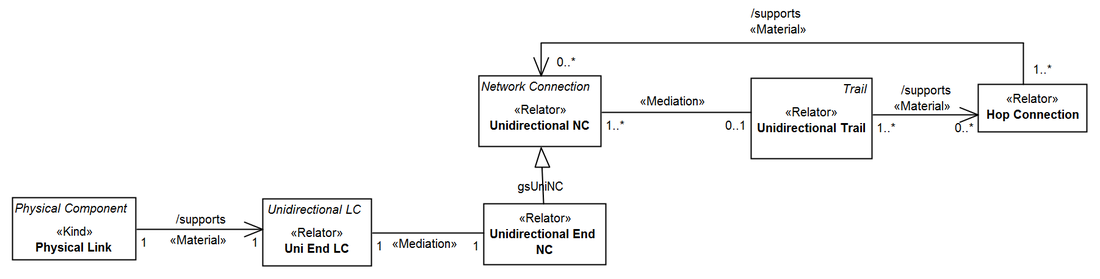 /supports
«Material»
0..*
1..*
Network Connection
«Relator»
Unidirectional NC
«Mediation»
1..*
0..1
Trail
«Relator»
Unidirectional Trail
/supports
«Material»
1..*
0..*
«Relator»
Hop Connection
gsUniNC
Physical Component
«Kind»
Physical Link
/supports
«Material»
1
1
Unidirectional LC
«Relator»
Uni End LC
«Mediation»
1
1
«Relator»
Unidirectional End
NC